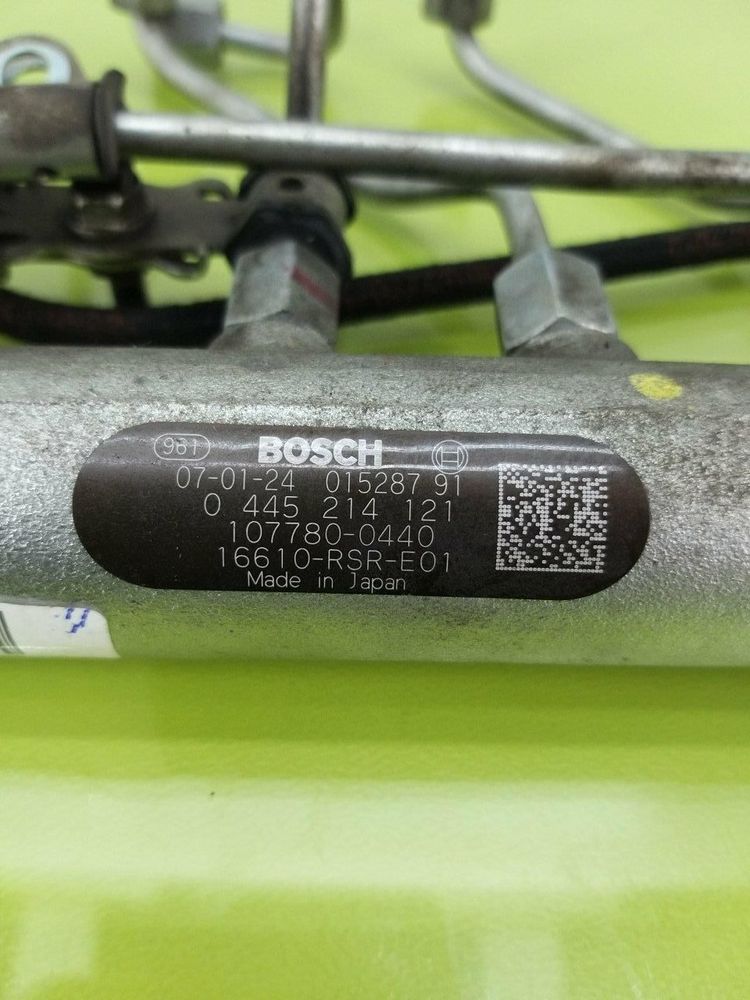 981 BOSCH
07-01-24 015287 91
0 445 214 121
107780-0440
16610-RSR-E01
Made in Japan